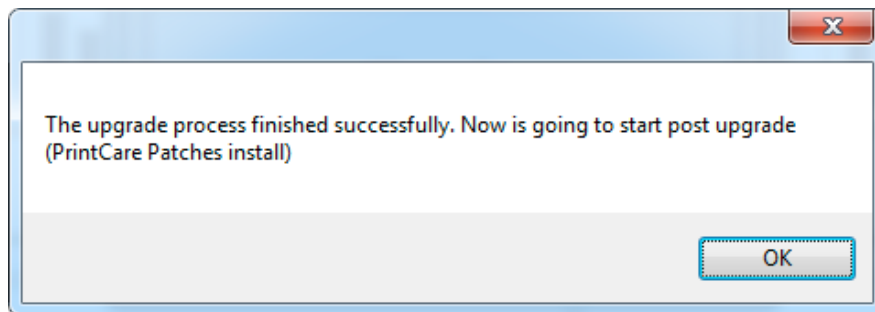 The upgrade process finished successfully. Now is going to start post upgrade
(PrintCare Patches install)
OK